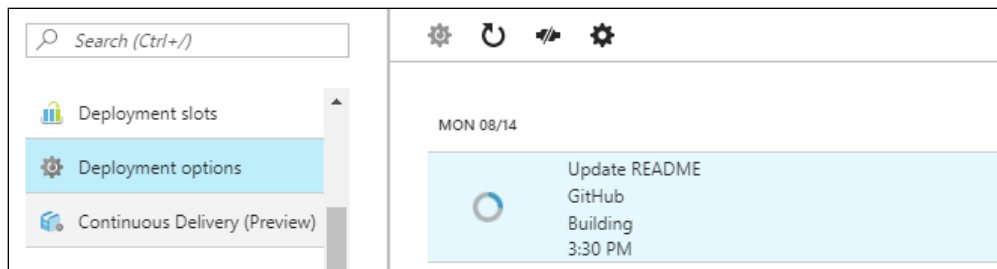 Search (Ctrl+/)
Deployment slots
Deployment options
Continuous Delivery (Preview)
MON 08/14
Update README
GitHub
Building
3:30 PM